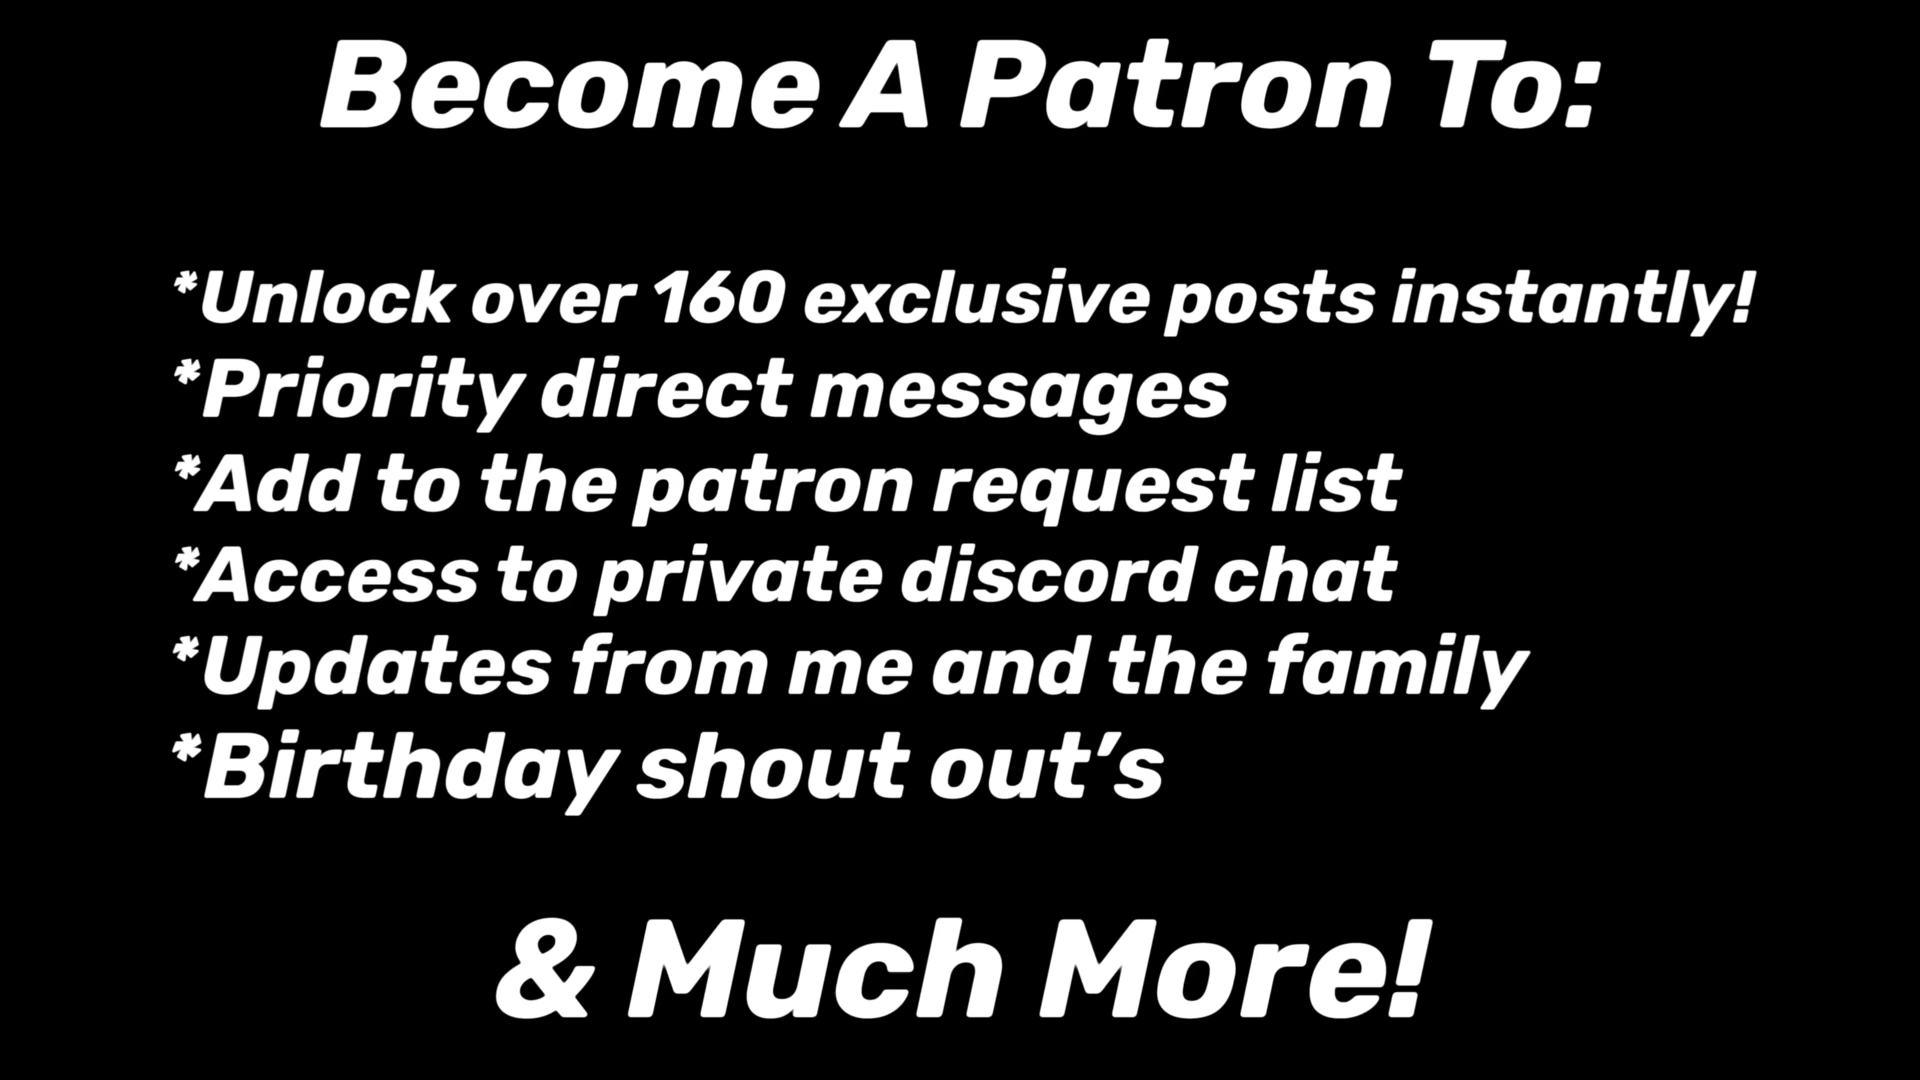 Become A Patron To:
*Unlock over 160 exclusive posts instantly!
*Priority direct messages
*Add to the patron request list
*Access to private discord chat
*Updates from me and the family
*Birthday shout out’s
& Much More!